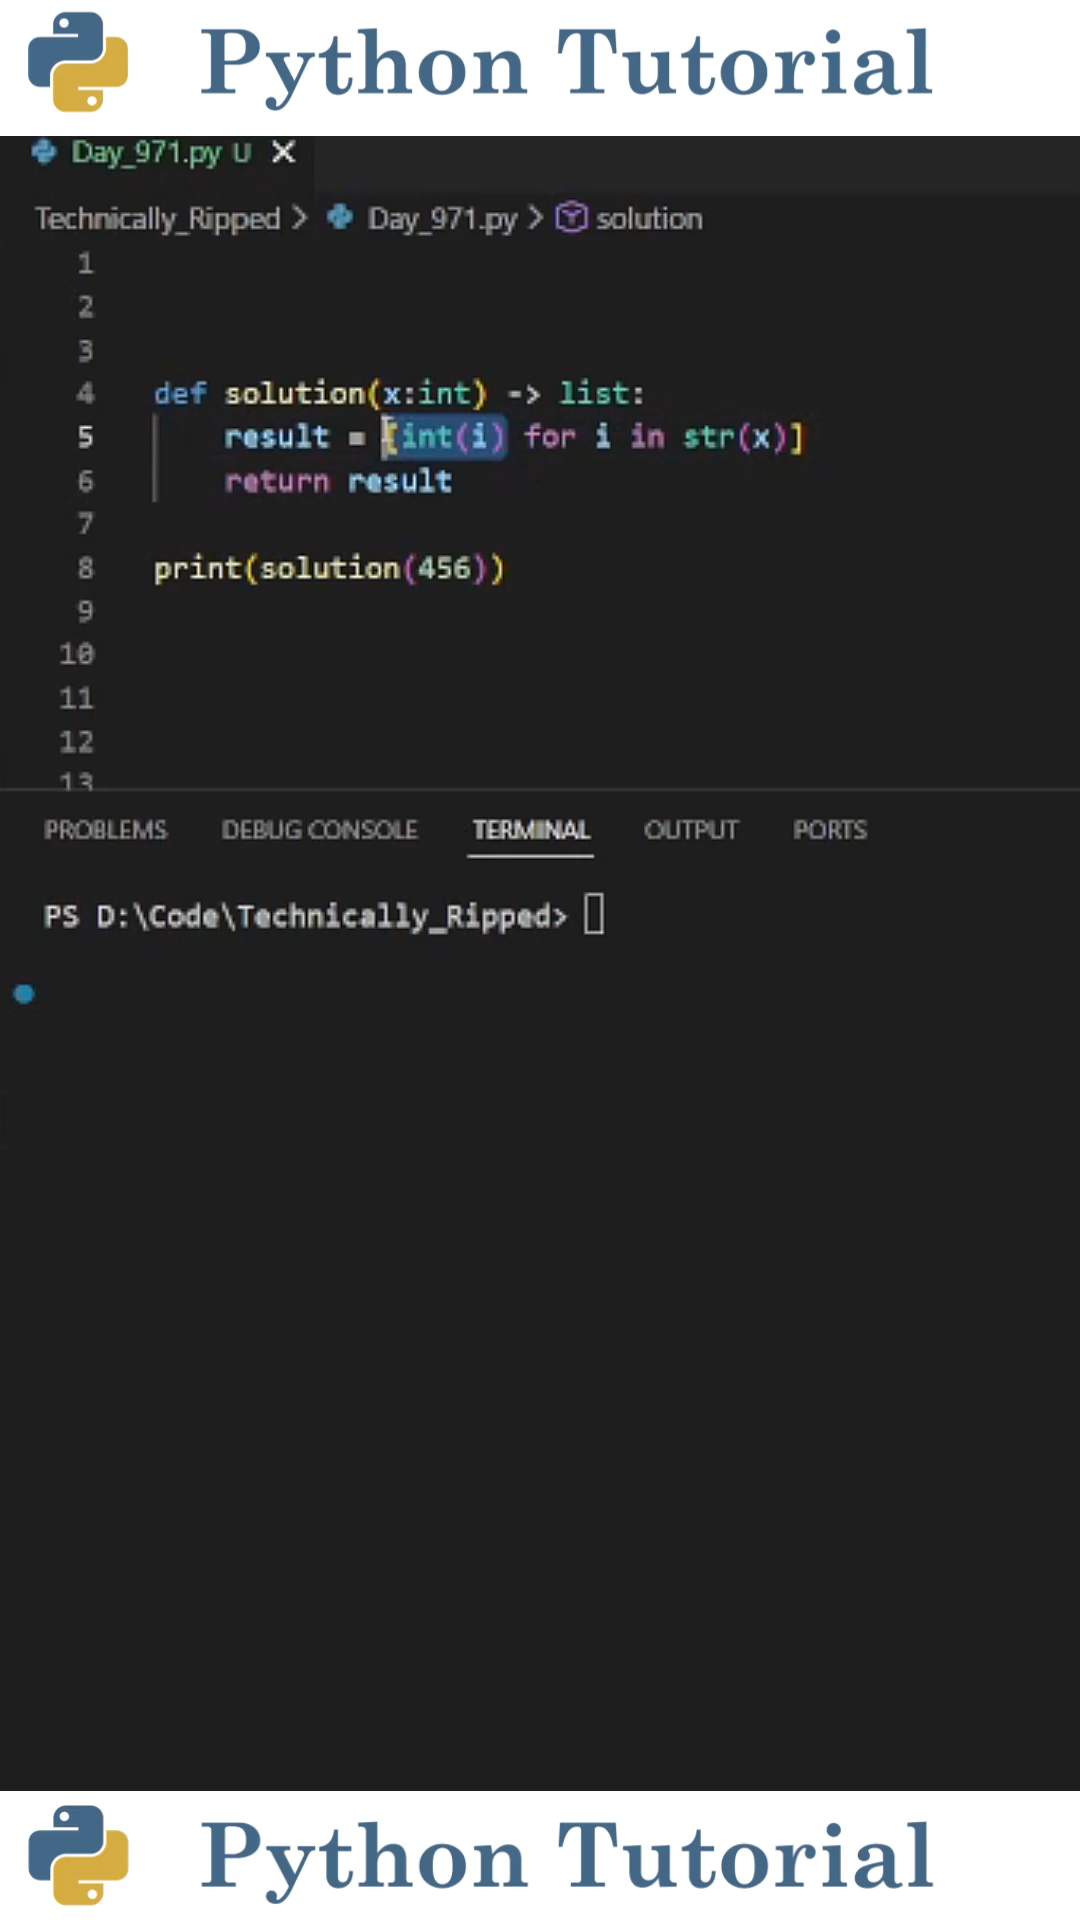 Python Tutorial
Day_971.py U X
Technically_Ripped > Day_971.py > solution
1
2
3
4 def solution(x:int) -> list:
5 result = [int(i) for i in str(x)]
6 return result
7
8 print(solution(456))
9
10
11
12
13
PROBLEMS DEBUG CONSOLE TERMINAL OUTPUT PORTS
PS D:\Code\Technically_Ripped>
Python Tutorial